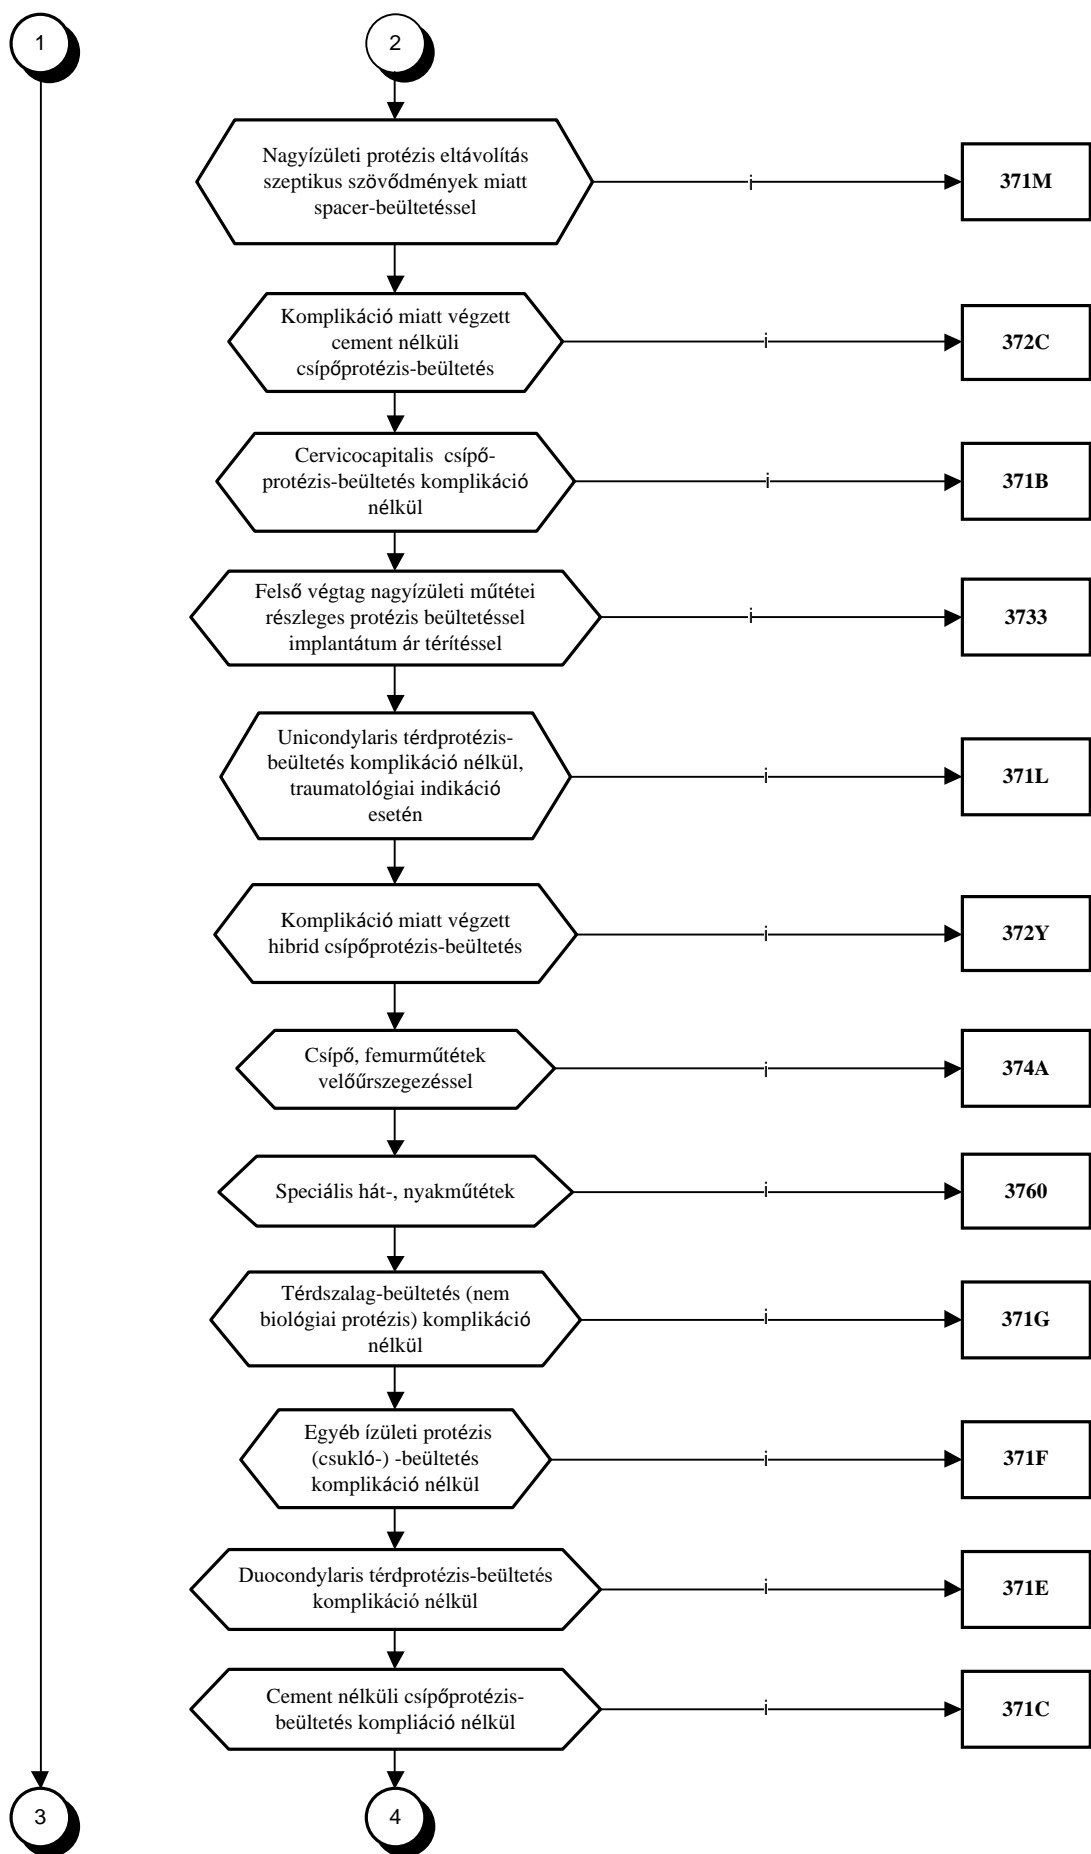 1
2
Nagyízületi protézis eltávolítás
szeptikus szövődmények miatt
spacer-beültetéssel
i
371M
Komplikáció miatt végzett
cement nélküli
csípőprotézis-beültetés
i
372C
Cervicocapitalis csípő-
protézis-beültetés komplikáció
nélkül
i
371B
Felső végtag nagyízületi műtétei
részleges protézis beültetéssel
implantátum ár térítéssel
i
3733
Unicondylaris térdprotézis-
beültetés komplikáció nélkül,
traumatológiai indikáció
esetén
i
371L
Komplikáció miatt végzett
hibrid csípőprotézis-beültetés
i
372Y
Csípő, femurműtétek
velőűrszegezéssel
i
374A
Speciális hát-, nyakműtétek
i
3760
Térdszalag-beültetés (nem
biológiai protézis) komplikáció
nélkül
i
371G
Egyéb ízületi protézis
(csukló-) -beültetés
komplikáció nélkül
i
371F
Duocondylaris térdprotézis-beültetés
komplikáció nélkül
i
371E
Cement nélküli csípőprotézis-
beültetés kompliáció nélkül
i
371C
3
4